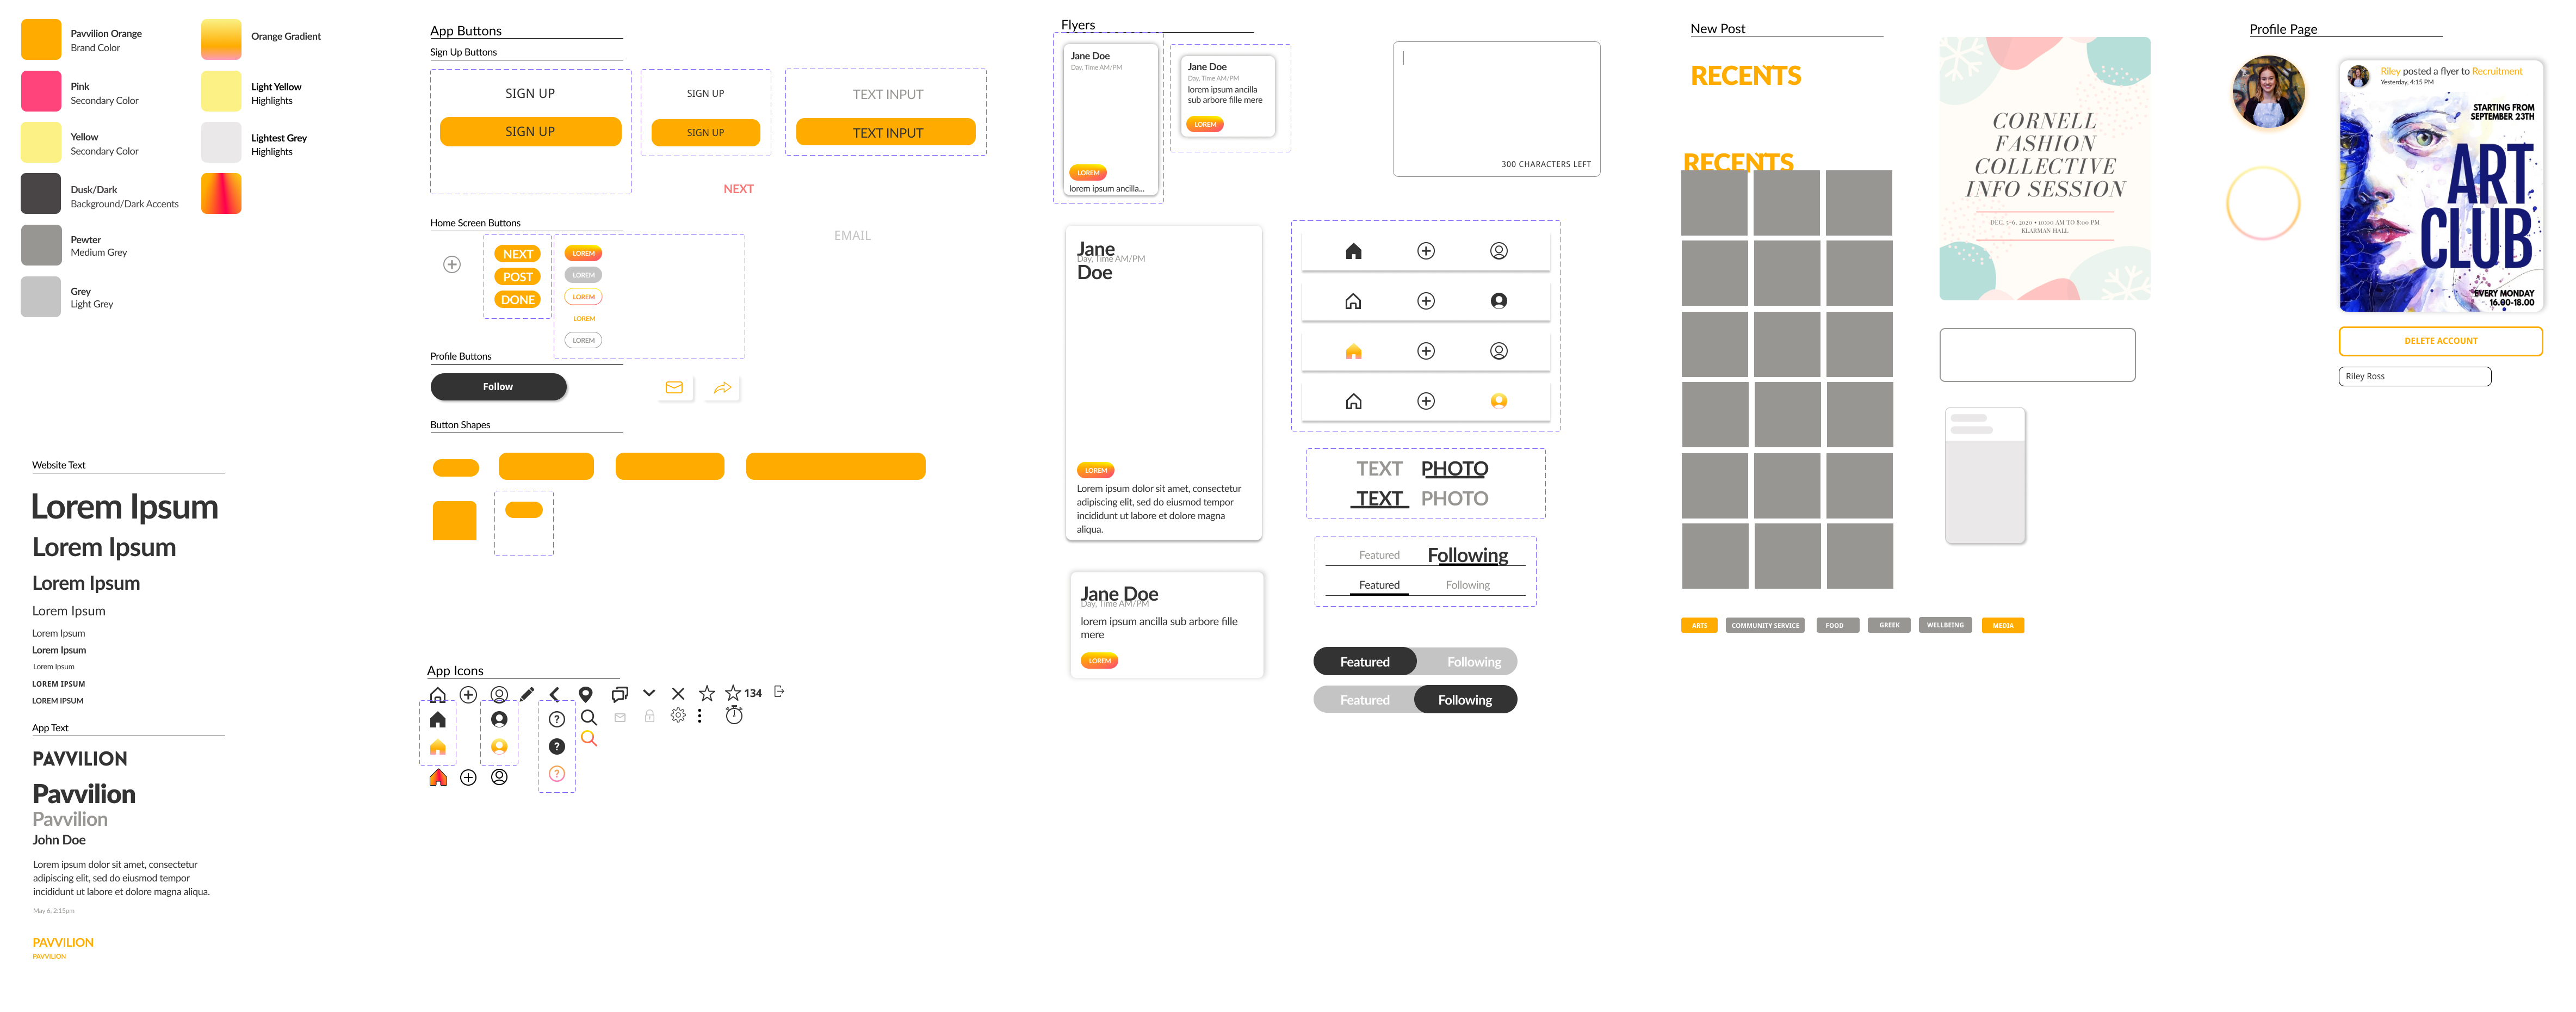 Pavvilion Orange
Brand Color
Orange Gradient
Pink
Secondary Color
Light Yellow
Highlights
Yellow
Secondary Color
Lightest Grey
Highlights
Dusk/Dark
Background/Dark Accents
Pewter
Medium Grey
Grey
Light Grey
Website Text
Lorem Ipsum
Lorem Ipsum
Lorem Ipsum
Lorem Ipsum
Lorem Ipsum
Lorem Ipsum
Lorem Ipsum
LOREM IPSUM
LOREM IPSUM
App Text
PAVVILION
Pavvilion
Pavvilion
John Doe
Lorem ipsum dolor sit amet, consectetur
adipiscing elit, sed do eiusmod tempor
incididunt ut labore et dolore magna aliqua.
May 6, 2:15pm
PAVVILION
PAVVILION
App Buttons
Sign Up Buttons
SIGN UP
SIGN UP
SIGN UP
SIGN UP
TEXT INPUT
TEXT INPUT
NEXT
EMAIL
Home Screen Buttons
NEXT
POST
DONE
LOREM
LOREM
LOREM
LOREM
LOREM
Profile Buttons
Follow
Button Shapes
App Icons
134
?
?
?
Flyers
Jane Doe
Day, Time AM/PM
LOREM
lorem ipsum ancilla...
Jane Doe
Day, Time AM/PM
lorem ipsum ancilla
sub arbore fille mere
LOREM
300 CHARACTERS LEFT
Jane
Day, Time AM/PM
Doe
LOREM
Lorem ipsum dolor sit amet, consectetur
adipiscing elit, sed do eiusmod tempor
incididunt ut labore et dolore magna
aliqua.
Jane Doe
Day, Time AM/PM
lorem ipsum ancilla sub arbore fille
mere
LOREM
TEXT PHOTO
TEXT PHOTO
Featured Following
Featured Following
Featured Following
Featured Following
New Post
RECENTS
RECENTS
ARTS
COMMUNITY SERVICE
FOOD
GREEK
WELLBEING
MEDIA
CORNELL
FASHION
COLLECTIVE
INFO SESSION
DEC, 5-6, 2020 • 10:00 AM TO 8:00 PM
KLARMAN HALL
Profile Page
Riley posted a flyer to Recruitment
Yesterday, 4:15 PM
STARTING FROM
SEPTEMBER 23TH
ART
CLUB
EVERY MONDAY
16.00-18.00
DELETE ACCOUNT
Riley Ross